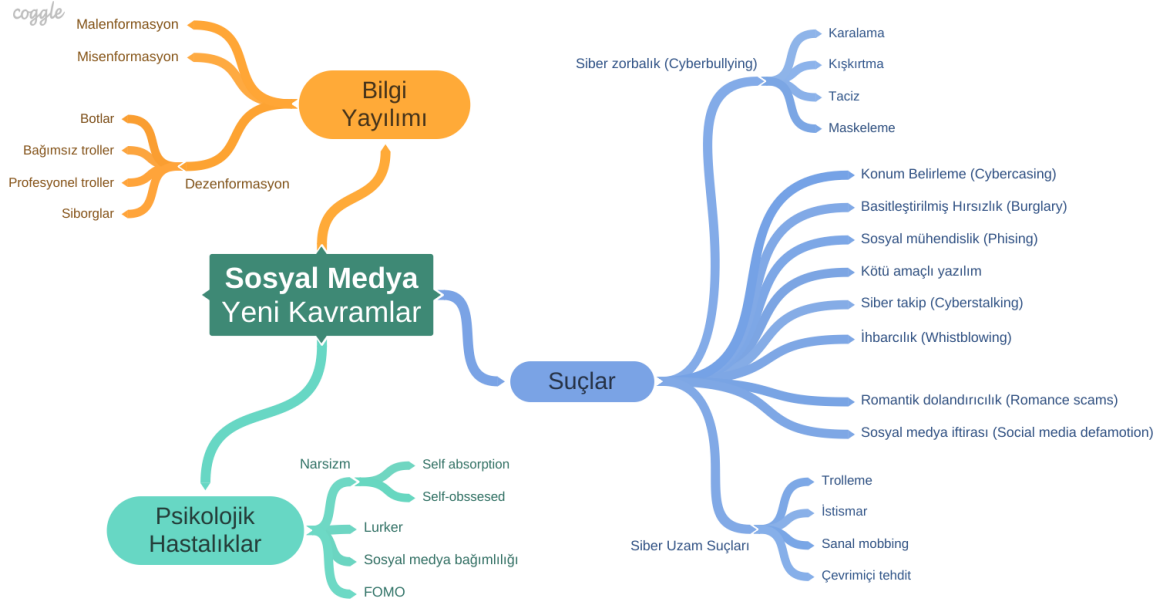 coggle
Malenformasyon
Misenformasyon
Bilgi
Yayılımı
Botlar
Bağımsız troller
Profesyonel troller
Siborglar
Dezenformasyon
Sosyal Medya
Yeni Kavramlar
Siber zorbalık (Cyberbullying)
Karalama
Kışkırtma
Taciz
Maskeleme
Konum Belirleme (Cybercasing)
Basitleştirilmiş Hırsızlık (Burglary)
Sosyal mühendislik (Phising)
Kötü amaçlı yazılım
Siber takip (Cyberstalking)
İhbarcılık (Whistblowing)
Suçlar
Romantik dolandırıcılık (Romance scams)
Sosyal medya iftirası (Social media defamotion)
Siber Uzam Suçları
Trolleme
İstismar
Sanal mobbing
Çevrimiçi tehdit
Psikolojik
Hastalıklar
Narsizm
Self absorption
Self-obssesed
Lurker
Sosyal medya bağımlılığı
FOMO